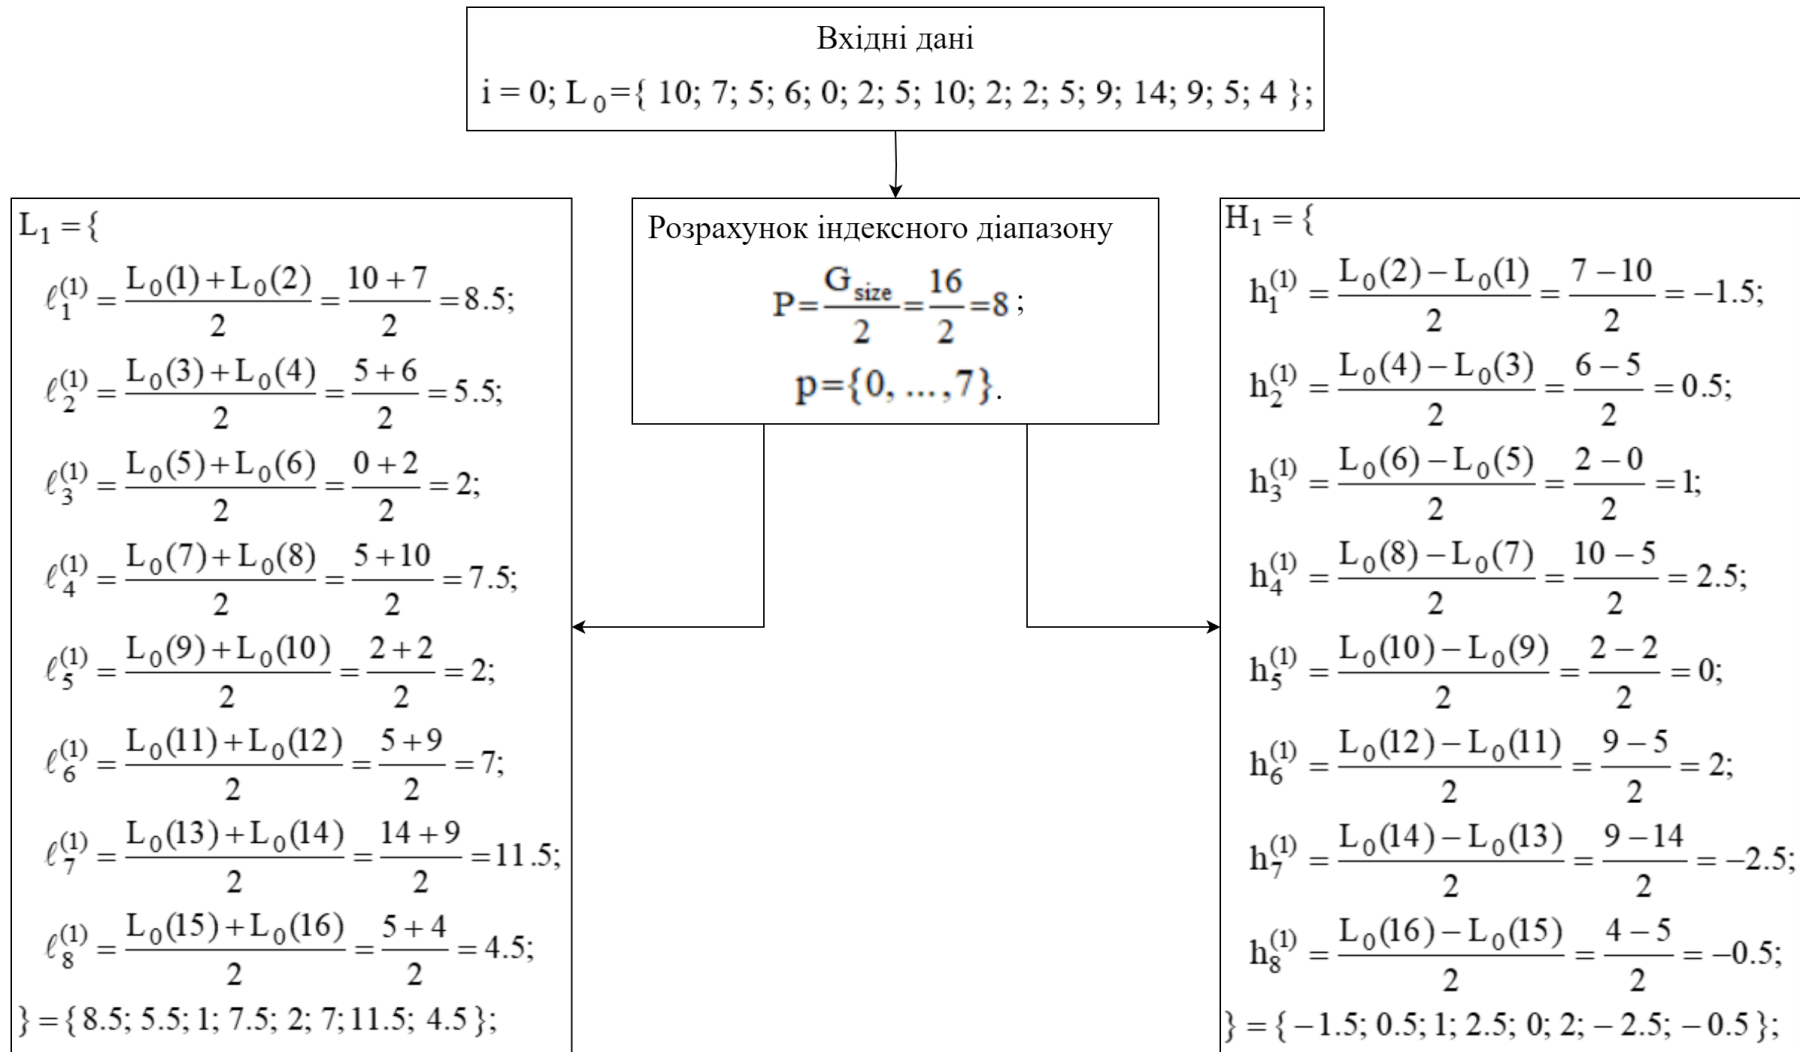 Вхідні дані
i = 0; L₀={ 10; 7; 5; 6; 0; 2; 5; 10; 2; 2; 5; 9; 14; 9; 5; 4 };
L₁ = {
ℓ₁⁽¹⁾ = (L₀(1)+L₀(2))/2 = (10+7)/2 = 8.5;
ℓ₂⁽¹⁾ = (L₀(3)+L₀(4))/2 = (5+6)/2 = 5.5;
ℓ₃⁽¹⁾ = (L₀(5)+L₀(6))/2 = (0+2)/2 = 2;
ℓ₄⁽¹⁾ = (L₀(7)+L₀(8))/2 = (5+10)/2 = 7.5;
ℓ₅⁽¹⁾ = (L₀(9)+L₀(10))/2 = (2+2)/2 = 2;
ℓ₆⁽¹⁾ = (L₀(11)+L₀(12))/2 = (5+9)/2 = 7;
ℓ₇⁽¹⁾ = (L₀(13)+L₀(14))/2 = (14+9)/2 = 11.5;
ℓ₈⁽¹⁾ = (L₀(15)+L₀(16))/2 = (5+4)/2 = 4.5;
} = { 8.5; 5.5; 1; 7.5; 2; 7; 11.5; 4.5 };
Розрахунок індексного діапазону
P = G_size/2 = 16/2 = 8 ;
p={0, ...,7}.
H₁ = {
h₁⁽¹⁾ = (L₀(2)−L₀(1))/2 = (7−10)/2 = −1.5;
h₂⁽¹⁾ = (L₀(4)−L₀(3))/2 = (6−5)/2 = 0.5;
h₃⁽¹⁾ = (L₀(6)−L₀(5))/2 = (2−0)/2 = 1;
h₄⁽¹⁾ = (L₀(8)−L₀(7))/2 = (10−5)/2 = 2.5;
h₅⁽¹⁾ = (L₀(10)−L₀(9))/2 = (2−2)/2 = 0;
h₆⁽¹⁾ = (L₀(12)−L₀(11))/2 = (9−5)/2 = 2;
h₇⁽¹⁾ = (L₀(14)−L₀(13))/2 = (9−14)/2 = −2.5;
h₈⁽¹⁾ = (L₀(16)−L₀(15))/2 = (4−5)/2 = −0.5;
} = { −1.5; 0.5; 1; 2.5; 0; 2; −2.5; −0.5 };